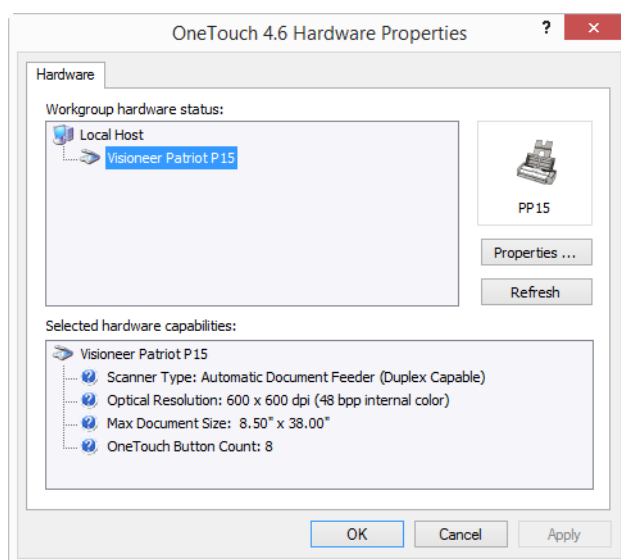 OneTouch 4.6 Hardware Properties
?
Hardware
Workgroup hardware status:
Local Host
Visioneer Patriot P15
PP15
Properties ...
Refresh
Selected hardware capabilities:
Visioneer Patriot P15
Scanner Type: Automatic Document Feeder (Duplex Capable)
Optical Resolution: 600 x 600 dpi (48 bpp internal color)
Max Document Size: 8.50" x 38.00"
OneTouch Button Count: 8
OK Cancel Apply